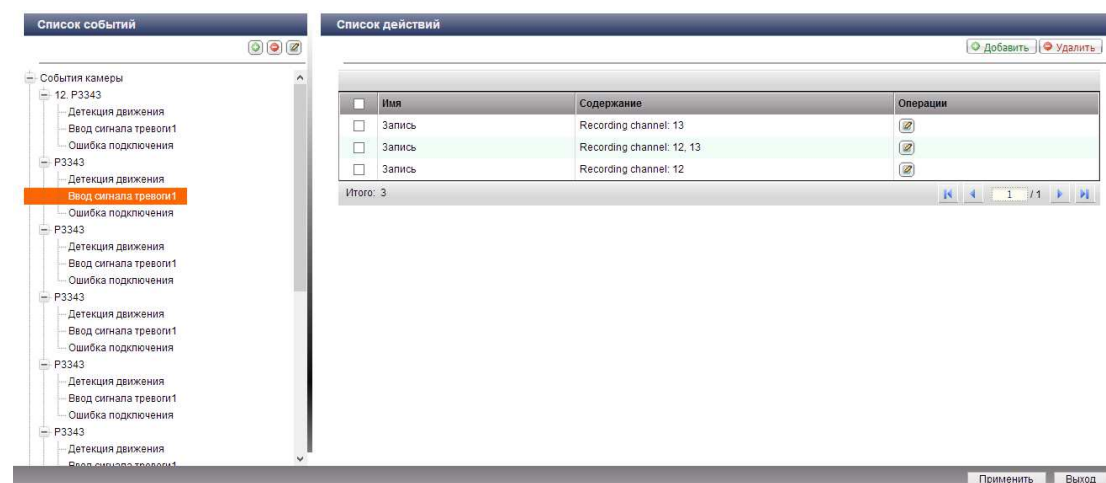 Список событий
События камеры
12. P3343
Детекция движения
Ввод сигнала тревоги1
Ошибка подключения
P3343
Детекция движения
Ввод сигнала тревоги1
Ошибка подключения
P3343
Детекция движения
Ввод сигнала тревоги1
Ошибка подключения
P3343
Детекция движения
Ввод сигнала тревоги1
Ошибка подключения
P3343
Детекция движения
Ввод сигнала тревоги1
Ошибка подключения
P3343
Детекция движения
Ввод сигнала тревоги1
Список действий
Добавить Удалить
Имя Содержание Операции
Запись Recording channel: 13
Запись Recording channel: 12, 13
Запись Recording channel: 12
Итого: 3 1 / 1
Применить Выход